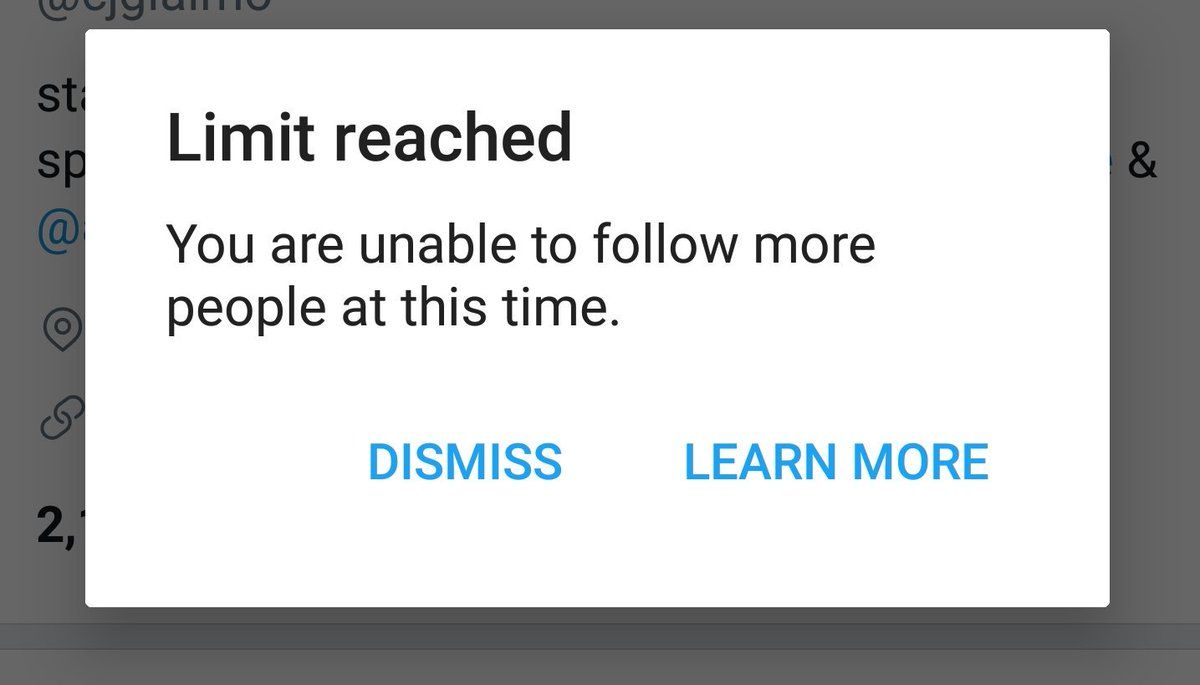 Limit reached
&
You are unable to follow more
people at this time.
DISMISS LEARN MORE